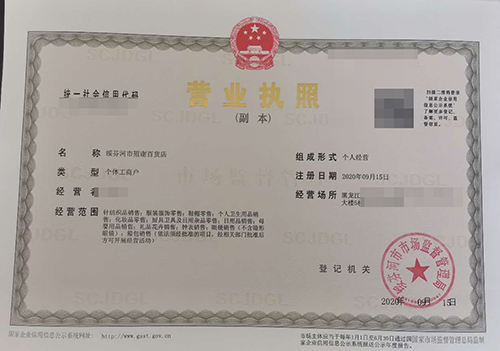 营业执照
(副 本)
统一社会信用代码
扫描二维码登录
"国家企业信用
信息公示系统"
了解更多登记、
备案、许可、监
管信息。
名 称 绥芬河市 百货店
类 型 个体工商户
经 营 者
经营范围 针纺织品销售;服装服饰零售;鞋帽零售;个人卫生用品销
售;化妆品零售;厨具卫具及日用杂品零售;日用品零售;母
婴用品销售;礼品花卉销售;钟表销售;眼镜销售(不含隐形
眼镜);箱包销售(依法须经批准的项目,经相关部门批准后
方可开展经营活动)
组成形式 个人经营
注册日期 2020年09月15日
经营场所 黑龙江
大楼5
登记机关
绥芬河市市场监督管理局
2020年 09月 15日
国家企业信用信息公示系统网址: http://www.gsxt.gov.cn
市场主体应当于每年1月1日至6月30日通过国
家企业信用信息公示系统报送公示年度报告。
国家市场监督管理总局监制